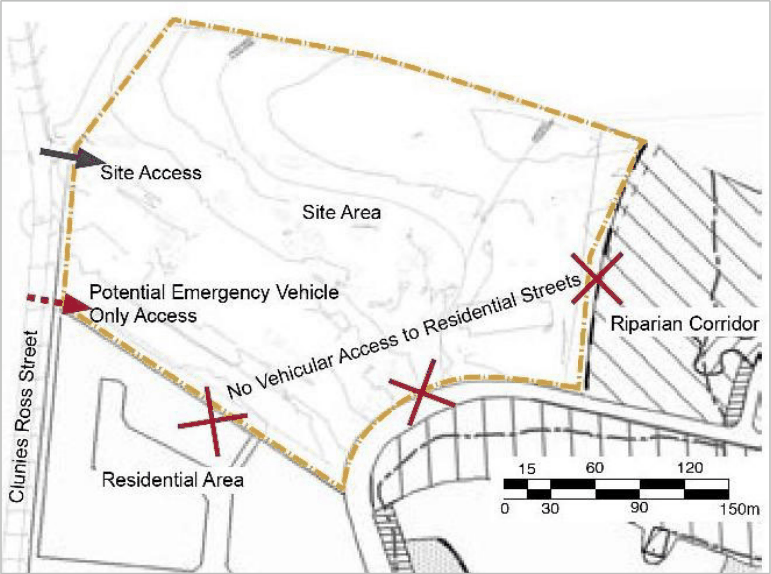 Site Access
Site Area
Potential Emergency Vehicle
Only Access
No Vehicular Access to Residential Streets
Riparian Corridor
Clunies Ross Street
Residential Area
15 60 120
0 30 90 150m